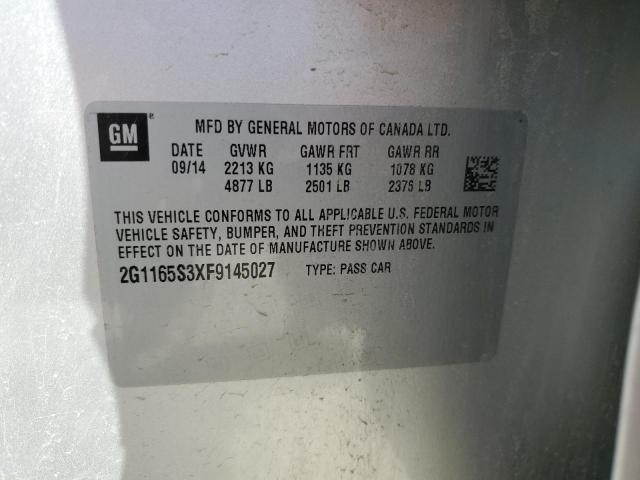 GM®
MFD BY GENERAL MOTORS OF CANADA LTD.
DATE GVWR GAWR FRT GAWR RR
09/14 2213 KG 1135 KG 1078 KG
4877 LB 2501 LB 2376 LB
THIS VEHICLE CONFORMS TO ALL APPLICABLE U.S. FEDERAL MOTOR
VEHICLE SAFETY, BUMPER, AND THEFT PREVENTION STANDARDS IN
EFFECT ON THE DATE OF MANUFACTURE SHOWN ABOVE.
2G1165S3XF9145027 TYPE: PASS CAR